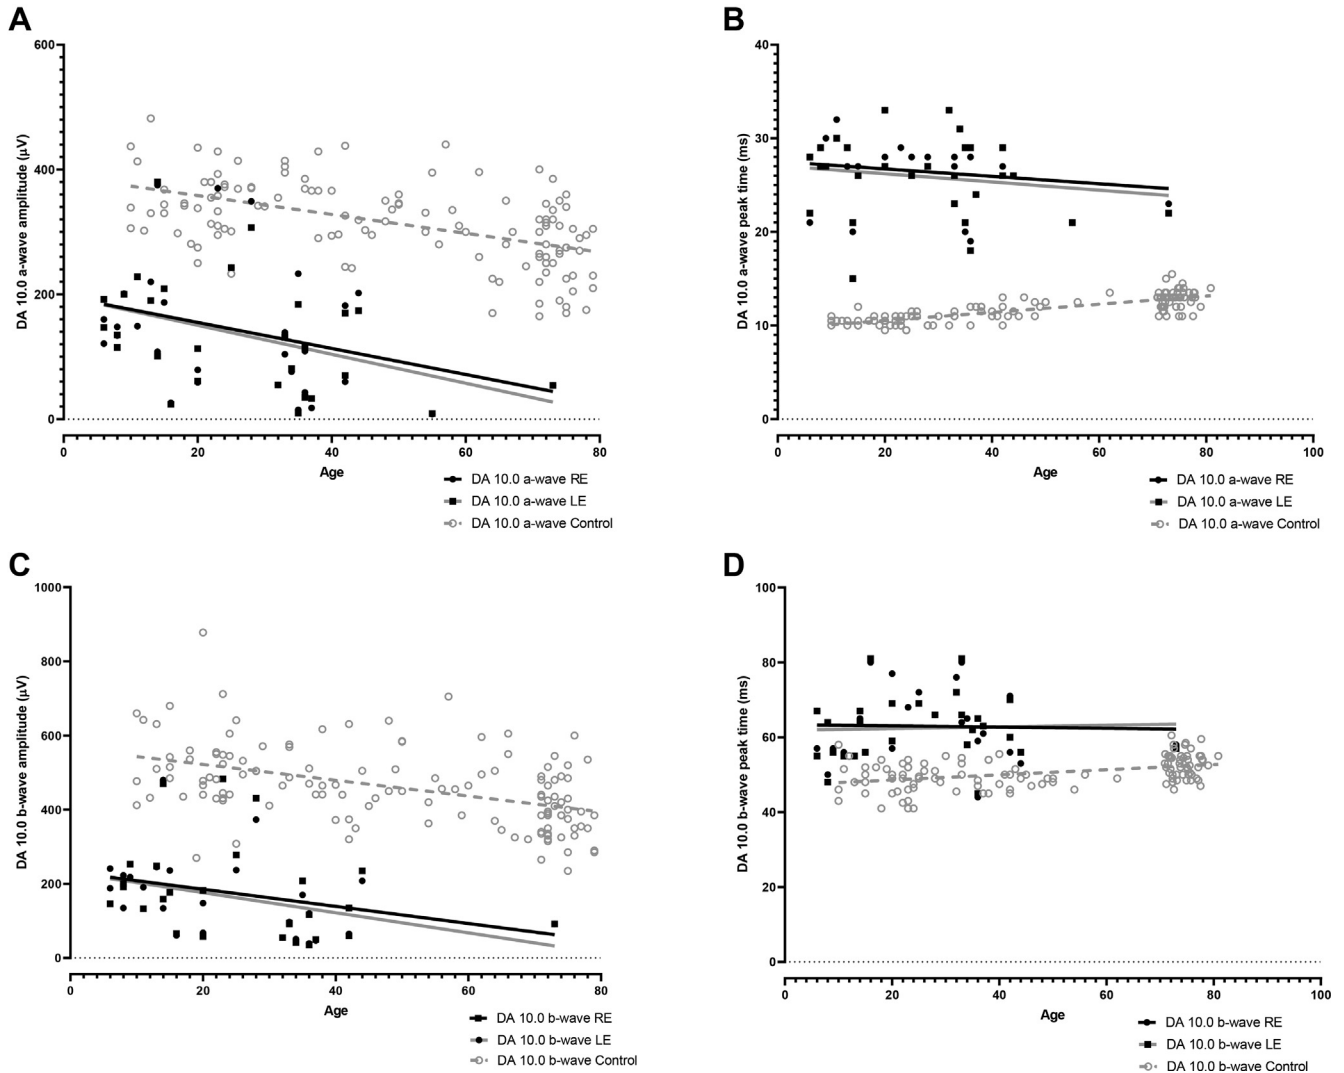 A
DA 10.0 a-wave amplitude (µV)
600
400
200
0
0 20 40 60 80
Age
DA 10.0 a-wave RE
DA 10.0 a-wave LE
DA 10.0 a-wave Control
B
DA 10.0 a-wave peak time (ms)
40
30
20
10
0
0 20 40 60 80 100
Age
DA 10.0 a-wave RE
DA 10.0 a-wave LE
DA 10.0 a-wave Control
C
DA 10.0 b-wave amplitude (µV)
1000
800
600
400
200
0
0 20 40 60 80
Age
DA 10.0 b-wave RE
DA 10.0 b-wave LE
DA 10.0 b-wave Control
D
DA 10.0 b-wave peak time (ms)
100
80
60
40
20
0
0 20 40 60 80 100
Age
DA 10.0 b-wave RE
DA 10.0 b-wave LE
DA 10.0 b-wave Control